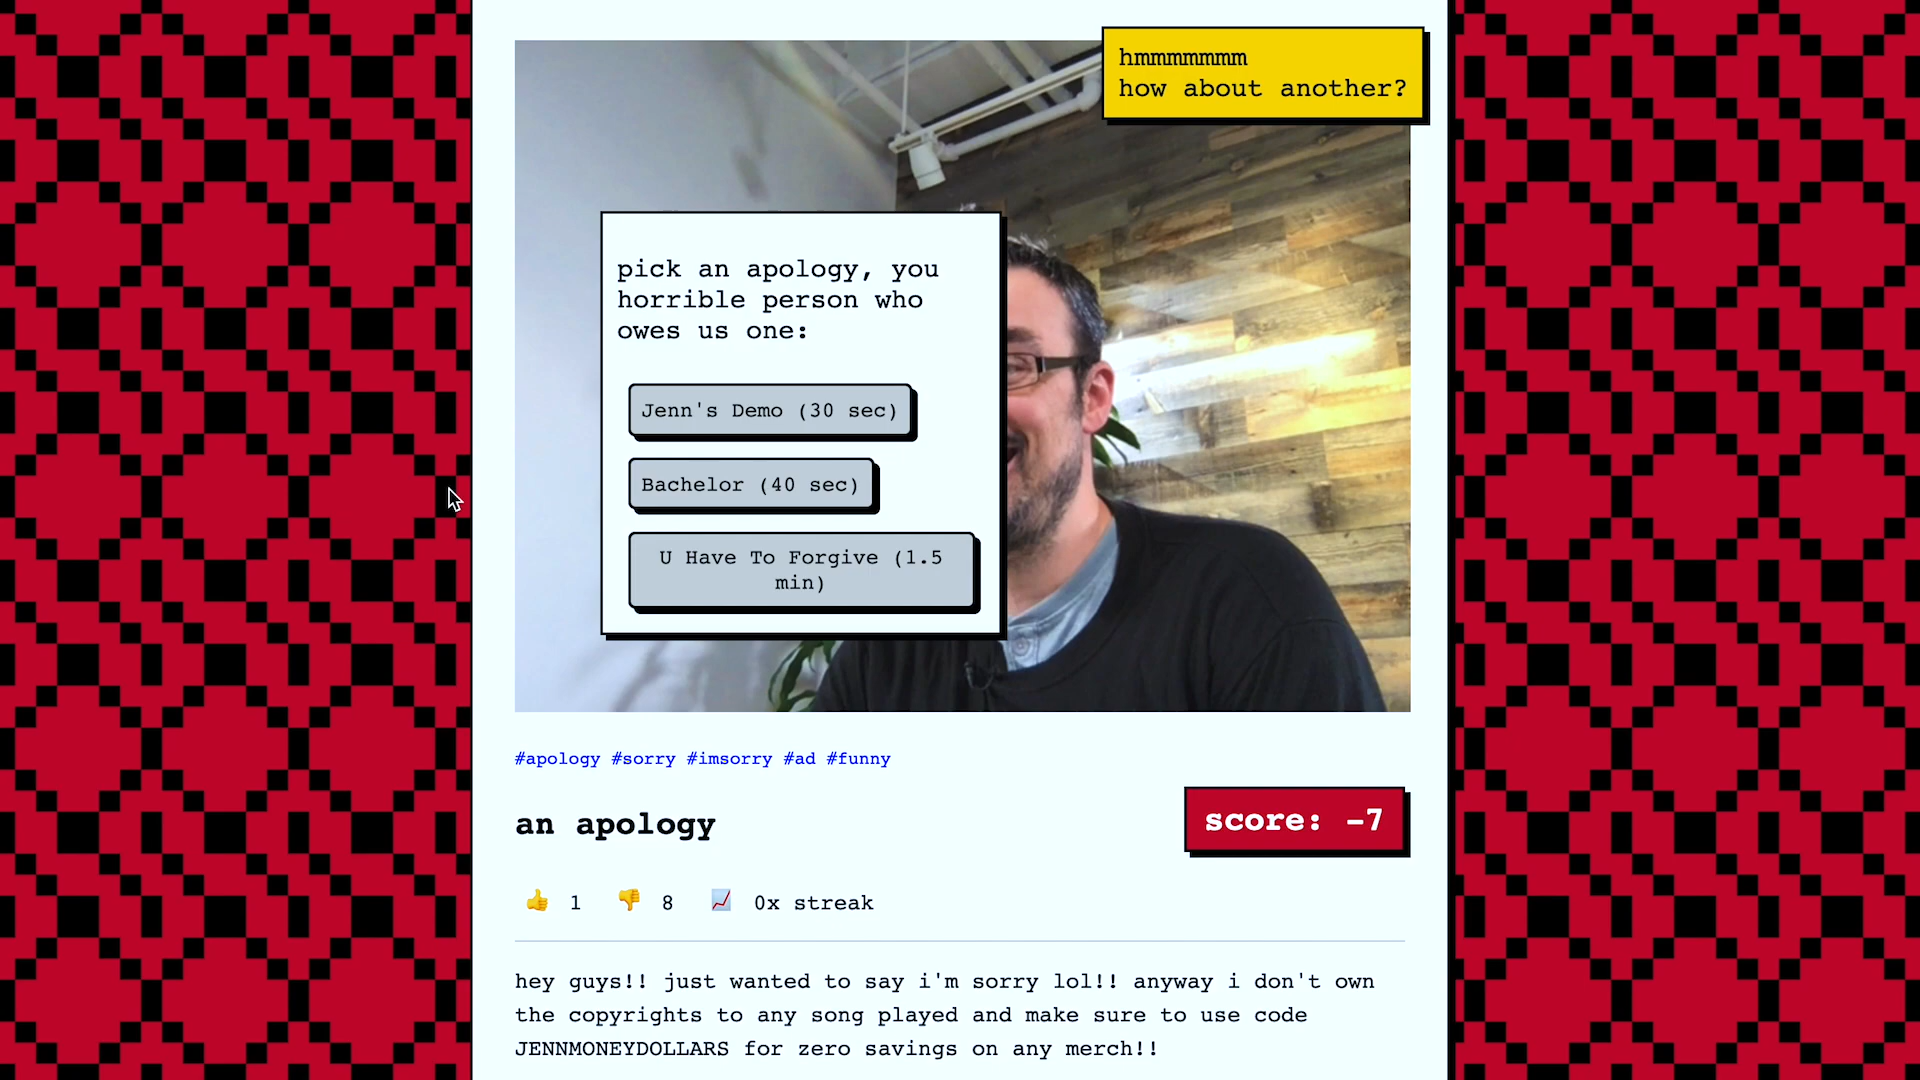 hmmmmmmm
how about another?
pick an apology, you
horrible person who
owes us one:
Jenn's Demo (30 sec)
Bachelor (40 sec)
U Have To Forgive (1.5
min)
#apology #sorry #imsorry #ad #funny
an apology
score: -7
👍 1 👎 8 📈 0x streak
hey guys!! just wanted to say i'm sorry lol!! anyway i don't own
the copyrights to any song played and make sure to use code
JENNMONEYDOLLARS for zero savings on any merch!!